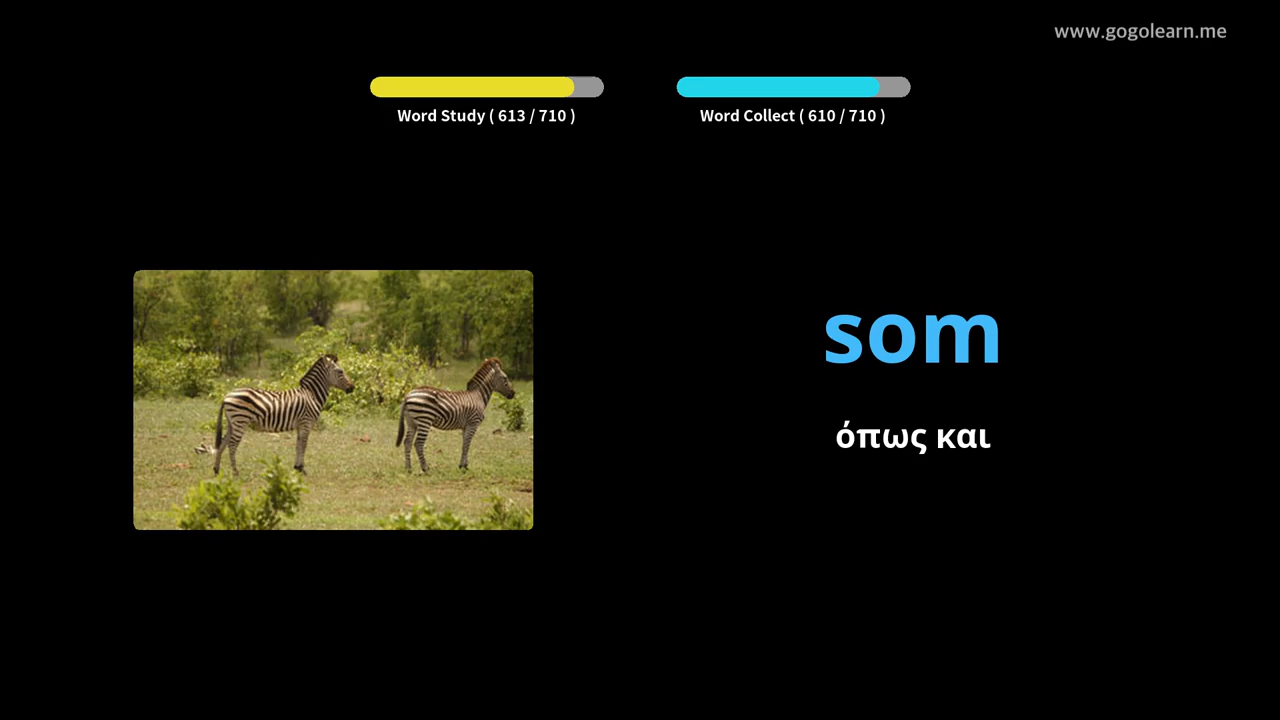 www.gogolearn.me
Word Study ( 613 / 710 )
Word Collect ( 610 / 710 )
som
όπως και